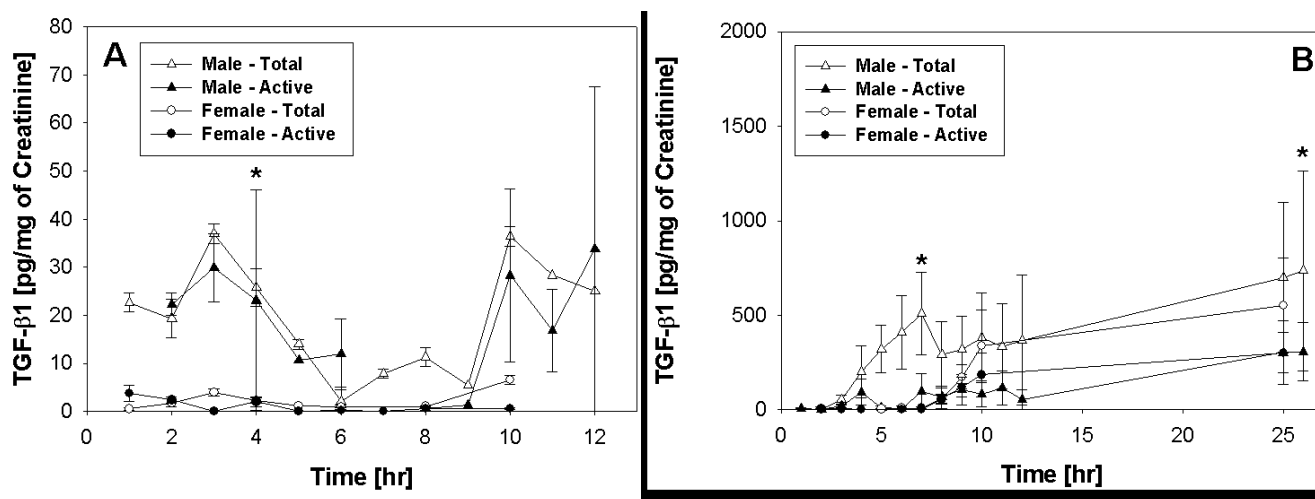 A
Male - Total
Male - Active
Female - Total
Female - Active
*
TGF-β1 [pg/mg of Creatinine]
80
70
60
50
40
30
20
10
0
0 2 4 6 8 10 12
Time [hr]
B
Male - Total
Male - Active
Female - Total
Female - Active
*
*
TGF-β1 [pg/mg of Creatinine]
2000
1500
1000
500
0
0 5 10 15 20 25
Time [hr]